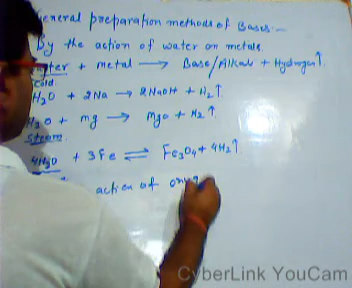 General preparation methods of Bases:-
By the action of water on metals.
Water + metal → Base/Alkali + Hydrogen↑
Cold
H2O + 2Na → 2NaOH + H2↑
H2O + mg → mgo + H2↑
Steam
4H2O + 3Fe ⇌ Fe3O4 + 4H2↑
action of
CyberLink YouCam